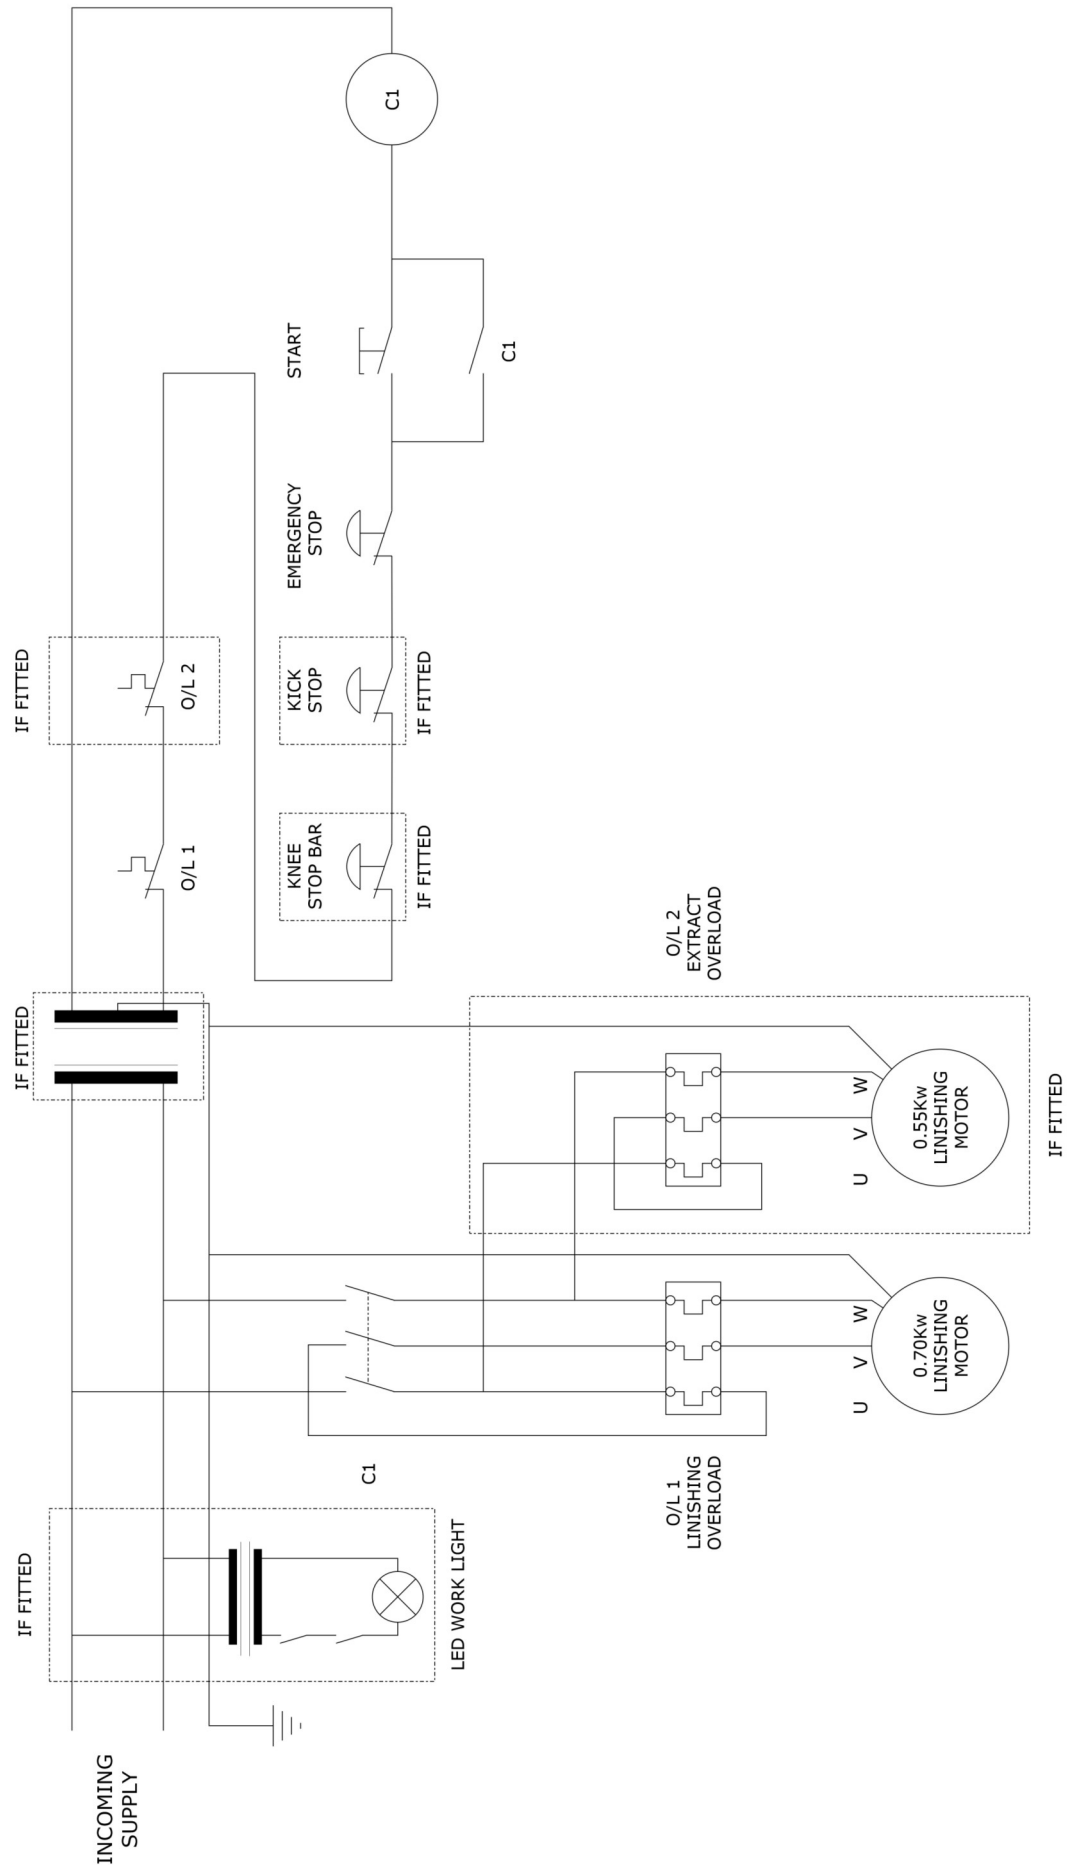 INCOMING
SUPPLY
IF FITTED
LED WORK LIGHT
C1
O/L 1
LINISHING
OVERLOAD
U
V
W
0.70Kw
LINISHING
MOTOR
IF FITTED
O/L 2
EXTRACT
OVERLOAD
U
V
W
0.55Kw
LINISHING
MOTOR
IF FITTED
O/L 1
IF FITTED
O/L 2
KNEE
STOP BAR
IF FITTED
KICK
STOP
IF FITTED
EMERGENCY
STOP
START
C1
C1